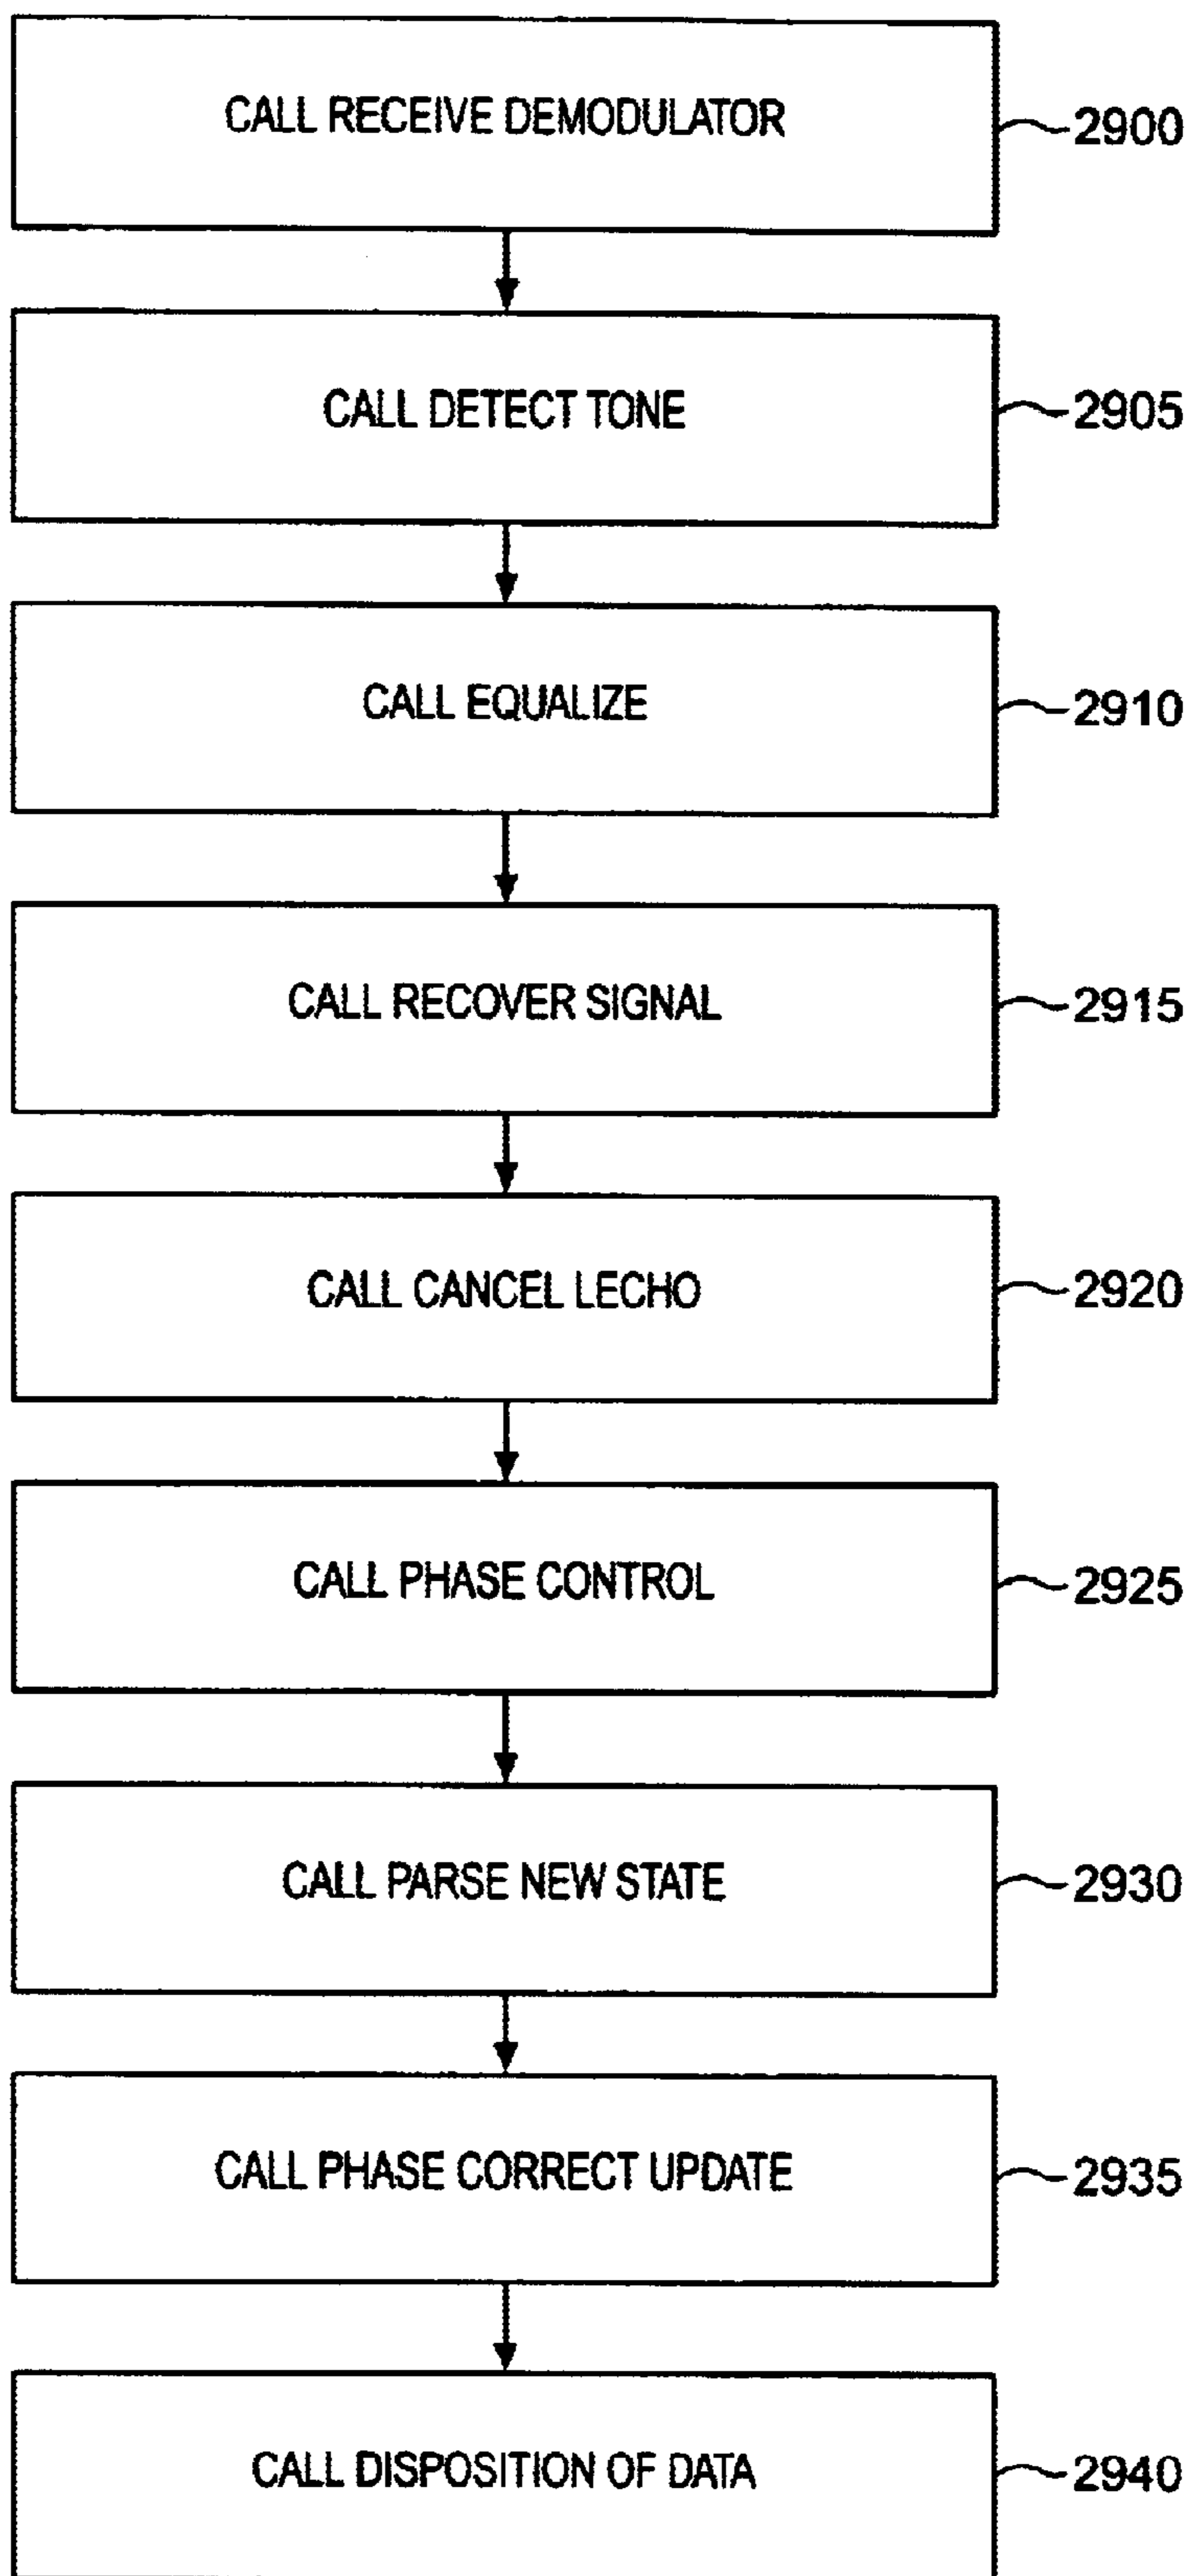 CALL RECEIVE DEMODULATOR
2900
CALL DETECT TONE
2905
CALL EQUALIZE
2910
CALL RECOVER SIGNAL
2915
CALL CANCEL LECHO
2920
CALL PHASE CONTROL
2925
CALL PARSE NEW STATE
2930
CALL PHASE CORRECT UPDATE
2935
CALL DISPOSITION OF DATA
2940